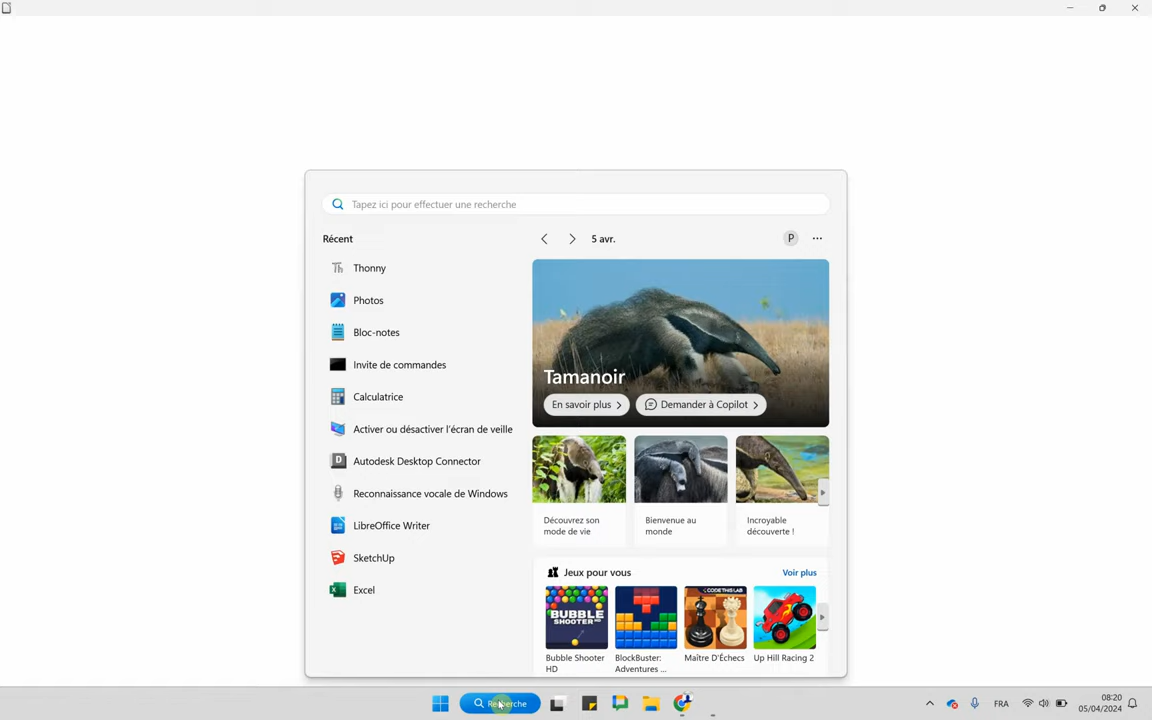 Tapez ici pour effectuer une recherche
Récent
5 avr.
P
Thonny
Photos
Bloc-notes
Invite de commandes
Calculatrice
Activer ou désactiver l'écran de veille
Autodesk Desktop Connector
Reconnaissance vocale de Windows
LibreOffice Writer
SketchUp
Excel
Tamanoir
En savoir plus
Demander à Copilot
Découvrez son
mode de vie
Bienvenue au
monde
Incroyable
découverte !
Jeux pour vous
Voir plus
BUBBLE
SHOOTER
CODE THIS LAB
Bubble Shooter
HD
BlockBuster:
Adventures ...
Maître D'Échecs
Up Hill Racing 2
Recherche
FRA
08:20
05/04/2024